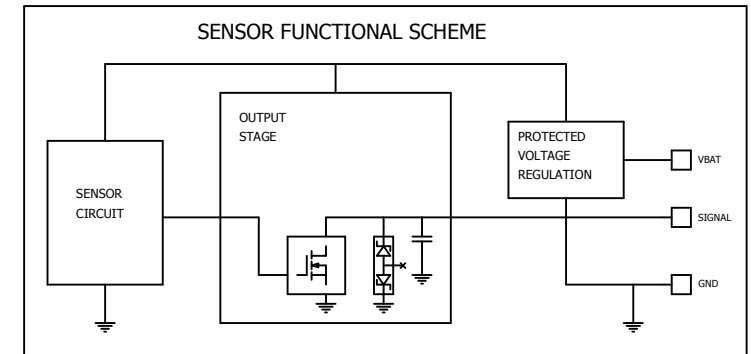 SENSOR FUNCTIONAL SCHEME
OUTPUT
STAGE
PROTECTED
VOLTAGE
REGULATION
VBAT
SENSOR
CIRCUIT
SIGNAL
GND